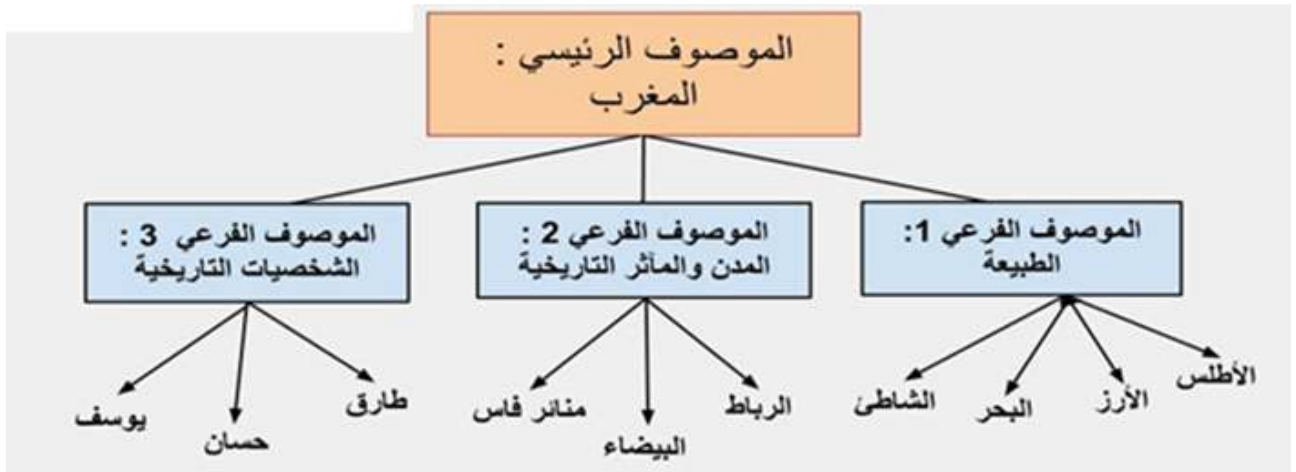 الموصوف الرئيسي :
المغرب
الموصوف الفرعي 1:
الطبيعة
الموصوف الفرعي 2 :
المدن والمآثر التاريخية
الموصوف الفرعي 3 :
الشخصيات التاريخية
الأطلس
الأرز
البحر
الشاطئ
الرباط
البيضاء
منائر فاس
طارق
حسان
يوسف